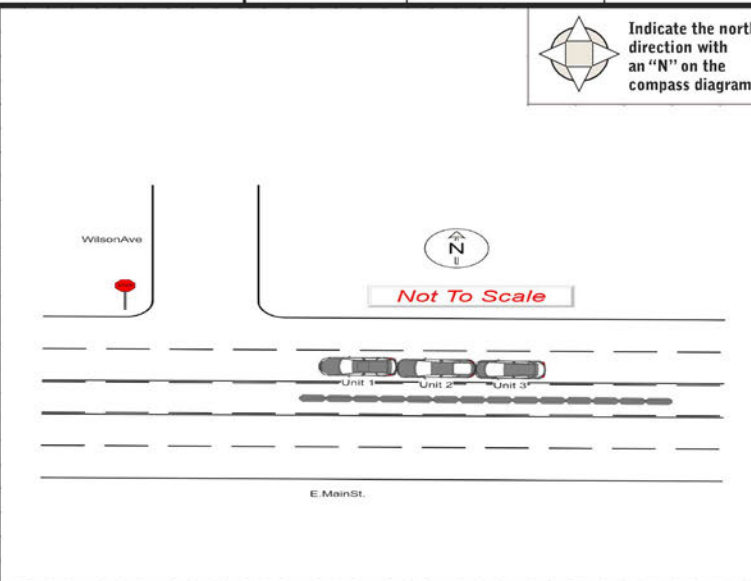 Indicate the north
direction with
an “N” on the
compass diagram
WilsonAve
N
Not To Scale
Unit 1
Unit 2
Unit 3
E.MainSt.